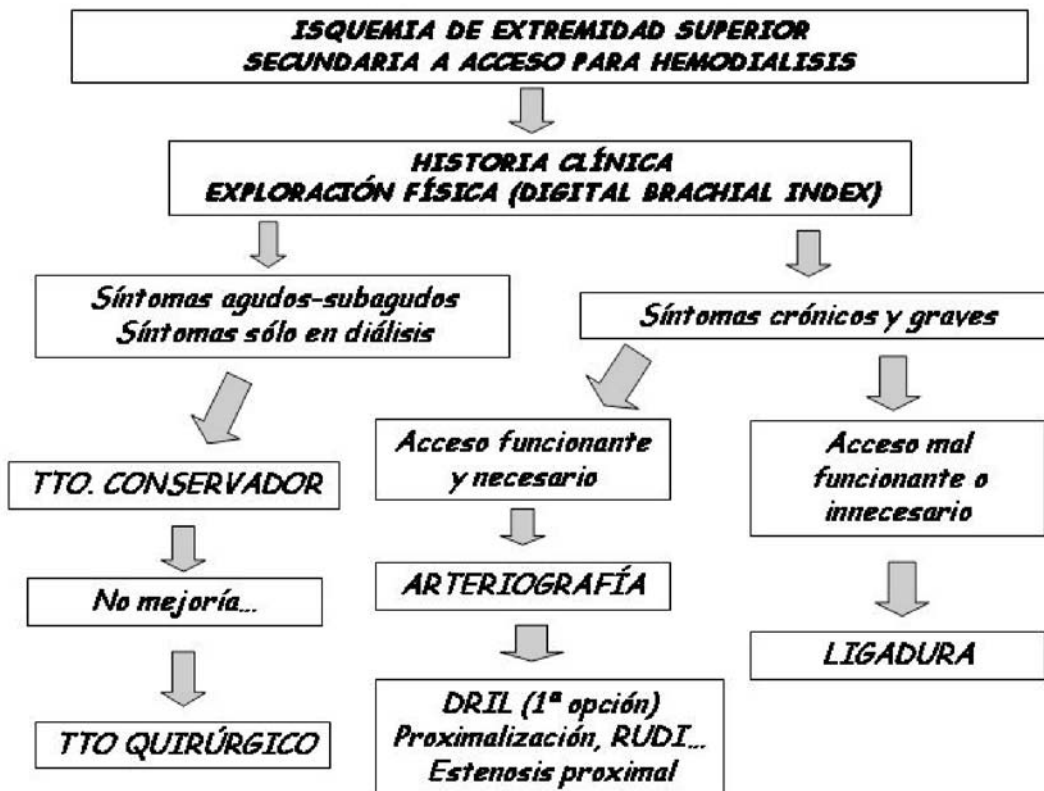 ISQUEMIA DE EXTREMIDAD SUPERIOR
SECUNDARIA A ACCESO PARA HEMODIALISIS
HISTORIA CLÍNICA
EXPLORACIÓN FÍSICA (DIGITAL BRACHIAL INDEX)
Síntomas agudos-subagudos
Síntomas sólo en diálisis
Síntomas crónicos y graves
TTO. CONSERVADOR
Acceso funcionante
y necesario
Acceso mal
funcionante o
innecesario
No mejoría...
ARTERIOGRAFÍA
LIGADURA
TTO QUIRÚRGICO
DRIL (1ª opción)
Proximalización, RUDI...
Estenosis proximal